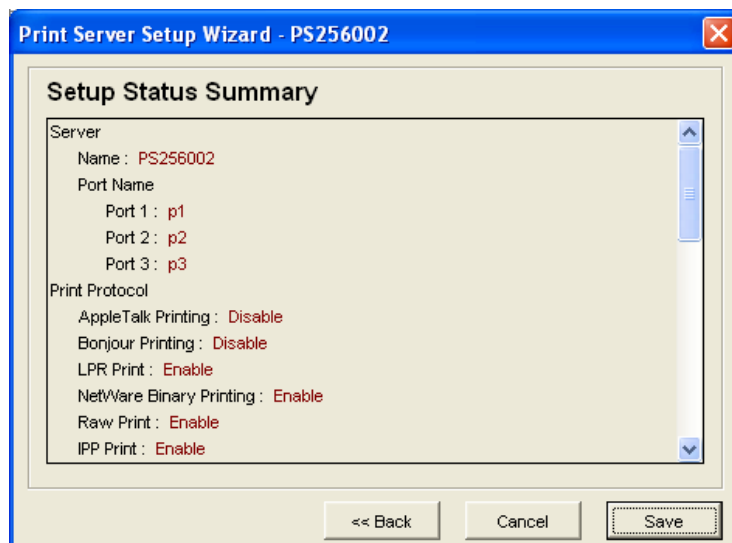 Print Server Setup Wizard - PS256002
Setup Status Summary
Server
Name : PS256002
Port Name
Port 1 : p1
Port 2 : p2
Port 3 : p3
Print Protocol
AppleTalk Printing : Disable
Bonjour Printing : Disable
LPR Print : Enable
NetWare Binary Printing : Enable
Raw Print : Enable
IPP Print : Enable
<< Back Cancel Save